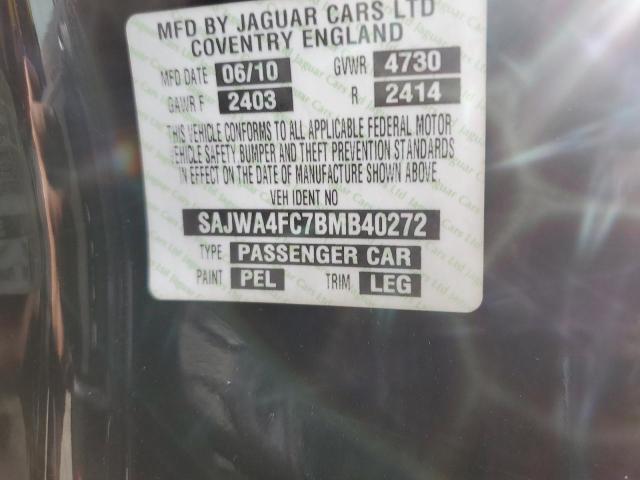 MFD BY JAGUAR CARS LTD
COVENTRY ENGLAND
MFD DATE 06/10 GVWR 4730
GAWR F 2403 R 2414
THIS VEHICLE CONFORMS TO ALL APPLICABLE FEDERAL MOTOR
VEHICLE SAFETY BUMPER AND THEFT PREVENTION STANDARDS
IN EFFECT ON THE DATE OF MANUFACTURE SHOWN ABOVE.
VEH IDENT NO
SAJWA4FC7BMB40272
TYPE PASSENGER CAR
PAINT PEL TRIM LEG